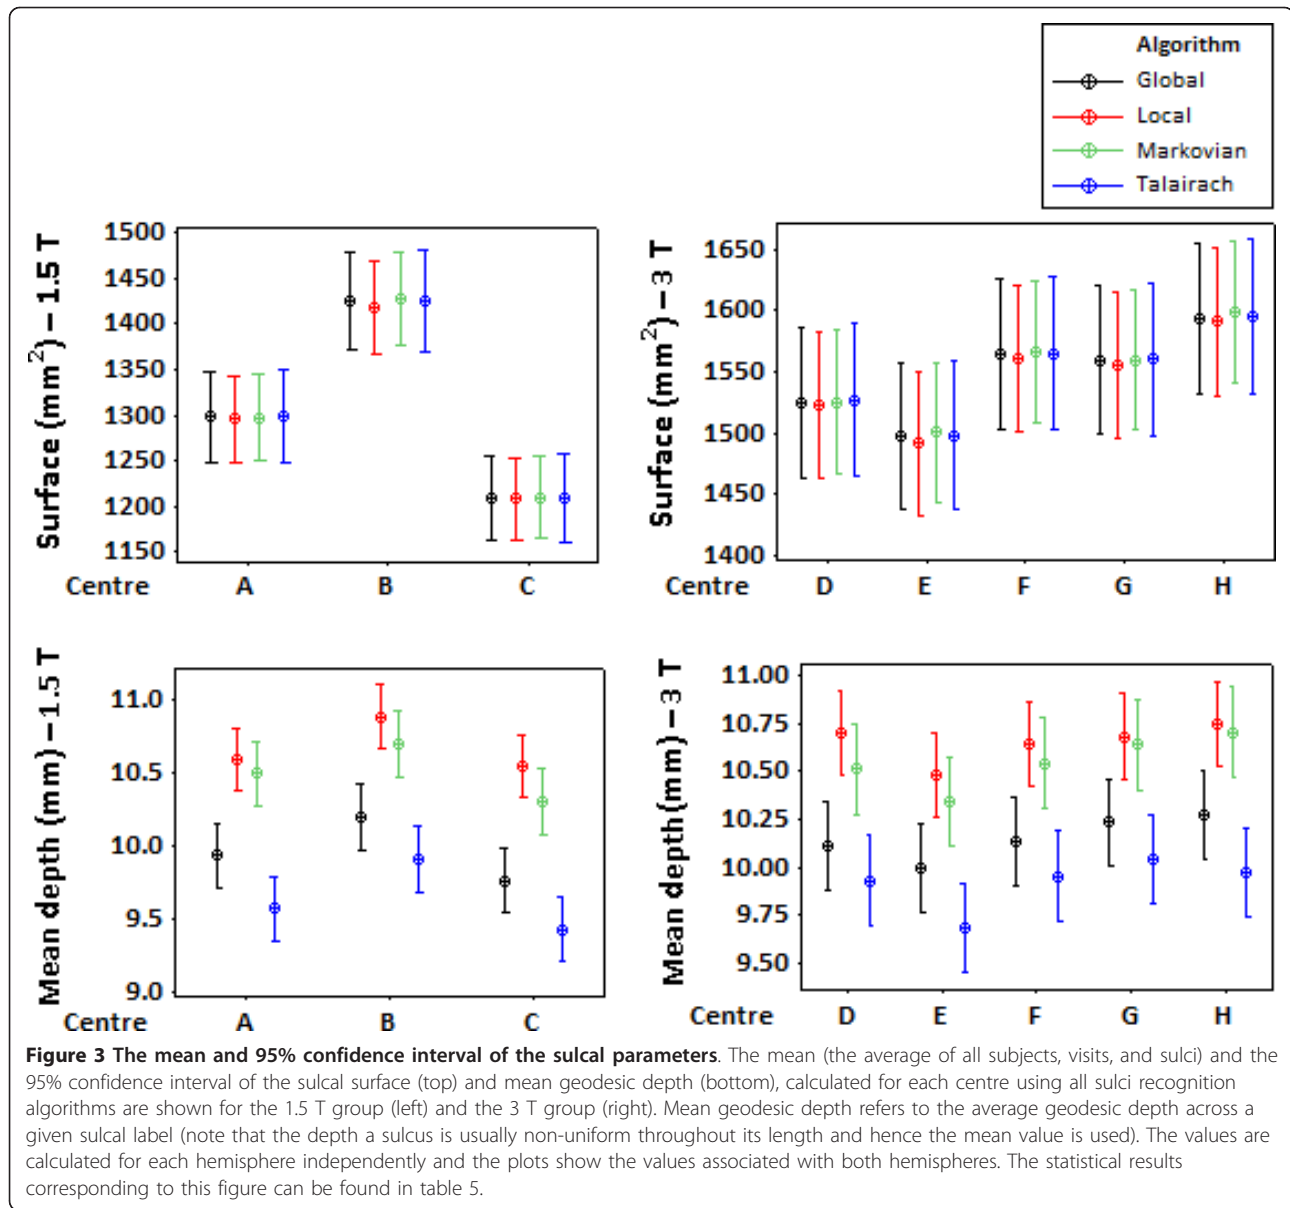 Algorithm
Global
Local
Markovian
Talairach
Surface (mm²) – 1.5 T
1500
1450
1400
1350
1300
1250
1200
1150
Centre A B C
Surface (mm²) – 3 T
1650
1600
1550
1500
1450
1400
Centre D E F G H
Mean depth (mm) – 1.5 T
11.0
10.5
10.0
9.5
9.0
Centre A B C
Mean depth(mm) – 3 T
11.00
10.75
10.50
10.25
10.00
9.75
9.50
Centre D E F G H
Figure 3 The mean and 95% confidence interval of the sulcal parameters. The mean (the average of all subjects, visits, and sulci) and the
95% confidence interval of the sulcal surface (top) and mean geodesic depth (bottom), calculated for each centre using all sulci recognition
algorithms are shown for the 1.5 T group (left) and the 3 T group (right). Mean geodesic depth refers to the average geodesic depth across a
given sulcal label (note that the depth a sulcus is usually non-uniform throughout its length and hence the mean value is used). The values are
calculated for each hemisphere independently and the plots show the values associated with both hemispheres. The statistical results
corresponding to this figure can be found in table 5.